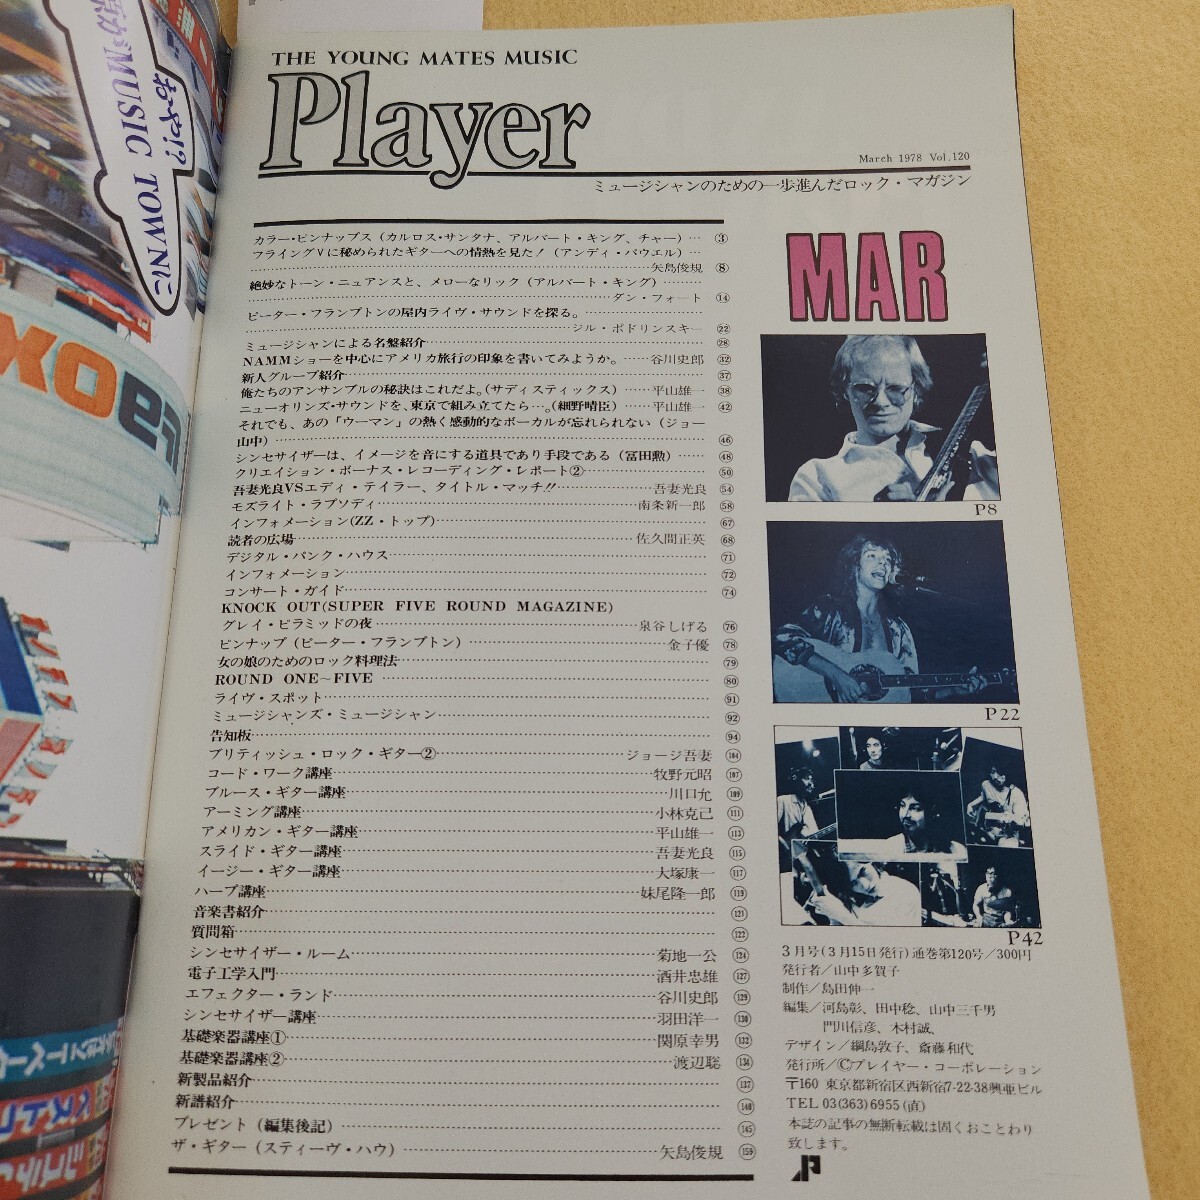 THE YOUNG MATES MUSIC
Player
March 1978 Vol.120
ミュージシャンのための一歩進んだロック・マガジン
カラー・ピンナップス（カルロス・サンタナ、アルバート・キング、チャー）… ③
フライングVに秘められたギターへの情熱を見た！（アンディ・パウエル）…
矢島俊規 ⑧
絶妙なトーン・ニュアンスと、メローなリック（アルバート・キング）………
ダン・フォート ⑭
ピーター・フランプトンの屋内ライヴ・サウンドを探る。
ジル・ポドリンスキー ㉒
ミュージシャンによる名盤紹介 ㉘
NAMMショーを中心にアメリカ旅行の印象を書いてみようか。……谷川史郎 ㉜
新人グループ紹介 ㊲
俺たちのアンサンブルの秘訣はこれだよ。（サディスティックス）……平山雄一 ㊳
ニューオリンズ・サウンドを、東京で組み立てたら…。（細野晴臣）……平山雄一 ㊷
それでも、あの「ウーマン」の熱く感動的なボーカルが忘れられない（ジョー
山中） ㊻
シンセサイザーは、イメージを音にする道具であり手段である（冨田勲）…… ㊽
クリエイション・ボーナス・レコーディング・レポート② ㊿
吾妻光良VSエディ・テイラー、タイトル・マッチ!! 吾妻光良 54
モズライト・ラプソディ 南条新一郎 58
インフォメーション(ZZ・トップ) 67
読者の広場 佐久間正英 68
デジタル・パンク・ハウス 71
インフォメーション 72
コンサート・ガイド 74
KNOCK OUT(SUPER FIVE ROUND MAGAZINE)
グレイ・ピラミッドの夜 泉谷しげる 76
ピンナップ（ピーター・フランプトン） 金子優 78
女の娘のためのロック料理法 79
ROUND ONE～FIVE 80
ライヴ・スポット 91
ミュージシャンズ・ミュージシャン 92
告知板 94
ブリティッシュ・ロック・ギター② ジョージ吾妻 104
コード・ワーク講座 牧野元昭 107
ブルース・ギター講座 川口允 109
アーミング講座 小林克己 111
アメリカン・ギター講座 平山雄一 113
スライド・ギター講座 吾妻光良 115
イージー・ギター講座 大塚康一 117
ハープ講座 妹尾隆一郎 119
音楽書紹介 121
質問箱 122
シンセサイザー・ルーム 菊地一公 124
電子工学入門 酒井忠雄 127
エフェクター・ランド 谷川史郎 129
シンセサイザー講座 羽田洋一 130
基礎楽器講座① 関原幸男 132
基礎楽器講座② 渡辺聡 134
新製品紹介 137
新譜紹介 140
プレゼント（編集後記） 145
ザ・ギター（スティーヴ・ハウ） 矢島俊規 159
MAR
P8
P22
P42
3月号(3月15日発行)通巻第120号／300円
発行者／山中多賀子
制作／島田伸一
編集／河島彰、田中稔、山中三千男
門川信彦、木村誠、
デザイン／綱島敦子、斎藤和代
発行所／Ⓒプレイヤー・コーポレーション
〒160 東京都新宿区西新宿7-22-38興亜ビル
TEL 03(363)6955(直)
本誌の記事の無断転載は固くおことわり
致します。
おや!?
MUSIC TOWNに